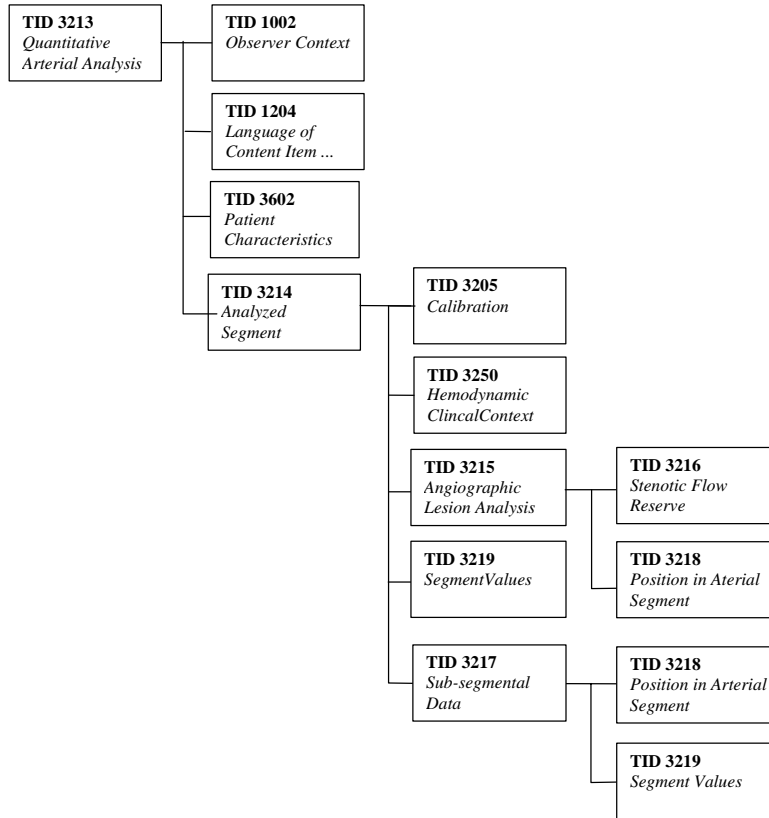 TID 3213
Quantitative
Arterial Analysis
TID 1002
Observer Context
TID 1204
Language of
Content Item ...
TID 3602
Patient
Characteristics
TID 3214
Analyzed
Segment
TID 3205
Calibration
TID 3250
Hemodynamic
ClincalContext
TID 3215
Angiographic
Lesion Analysis
TID 3216
Stenotic Flow
Reserve
TID 3218
Position in Aterial
Segment
TID 3219
SegmentValues
TID 3217
Sub-segmental
Data
TID 3218
Position in Arterial
Segment
TID 3219
Segment Values